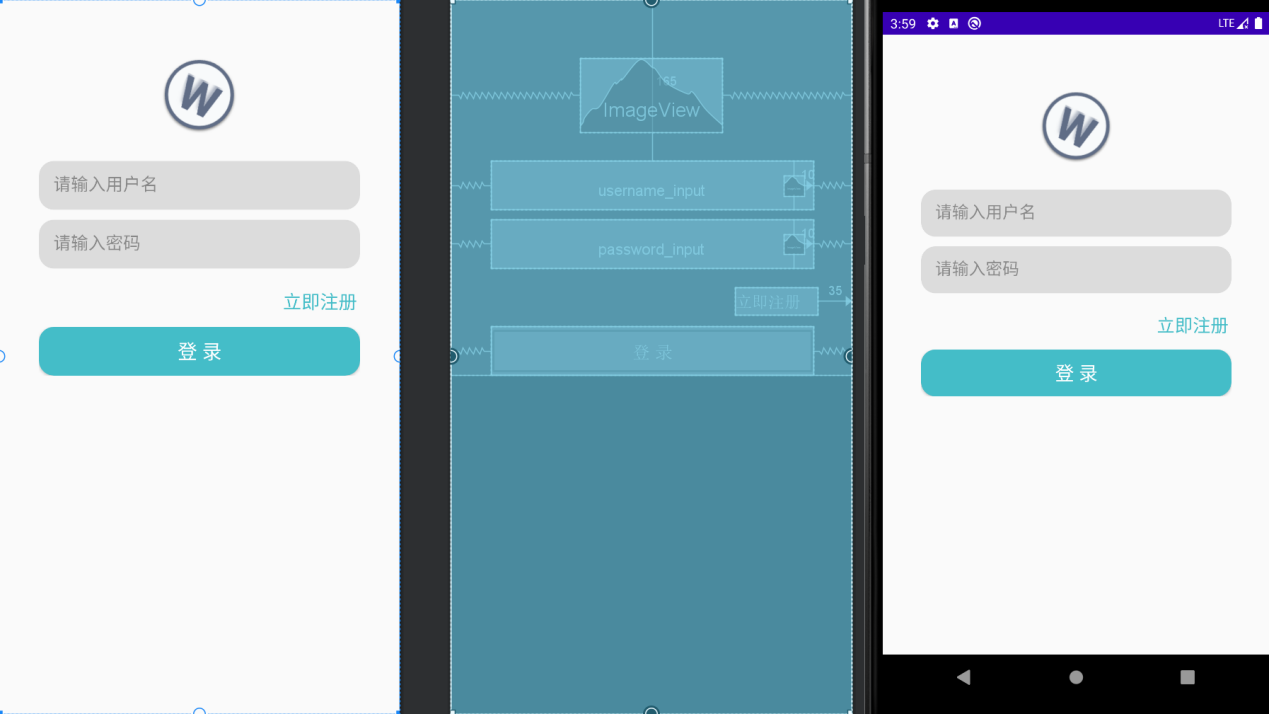 W
请输入用户名
请输入密码
立即注册
登 录
165
ImageView
username_input
10
password_input
10
立即注册
35
登 录
3:59
LTE
W
请输入用户名
请输入密码
立即注册
登 录